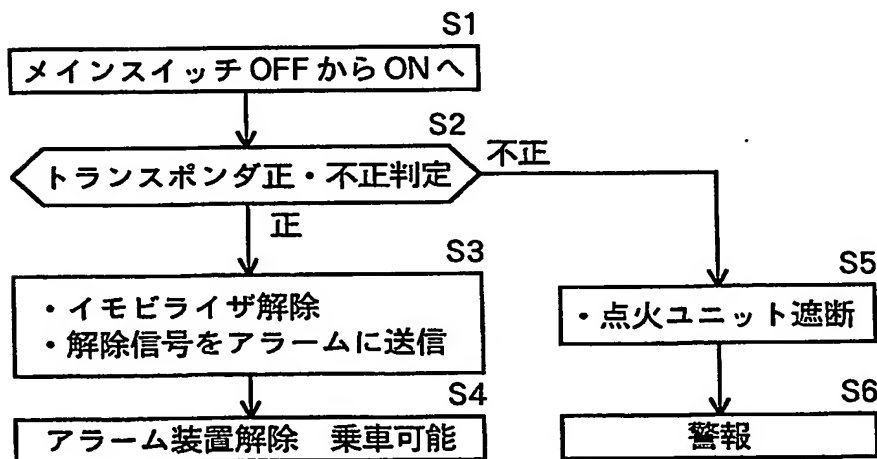 S1
メインスイッチOFFからONへ
S2
トランスポンダ正・不正判定
不正
正
S3
・イモビライザ解除
・解除信号をアラームに送信
S4
アラーム装置解除　乗車可能
S5
・点火ユニット遮断
S6
警報